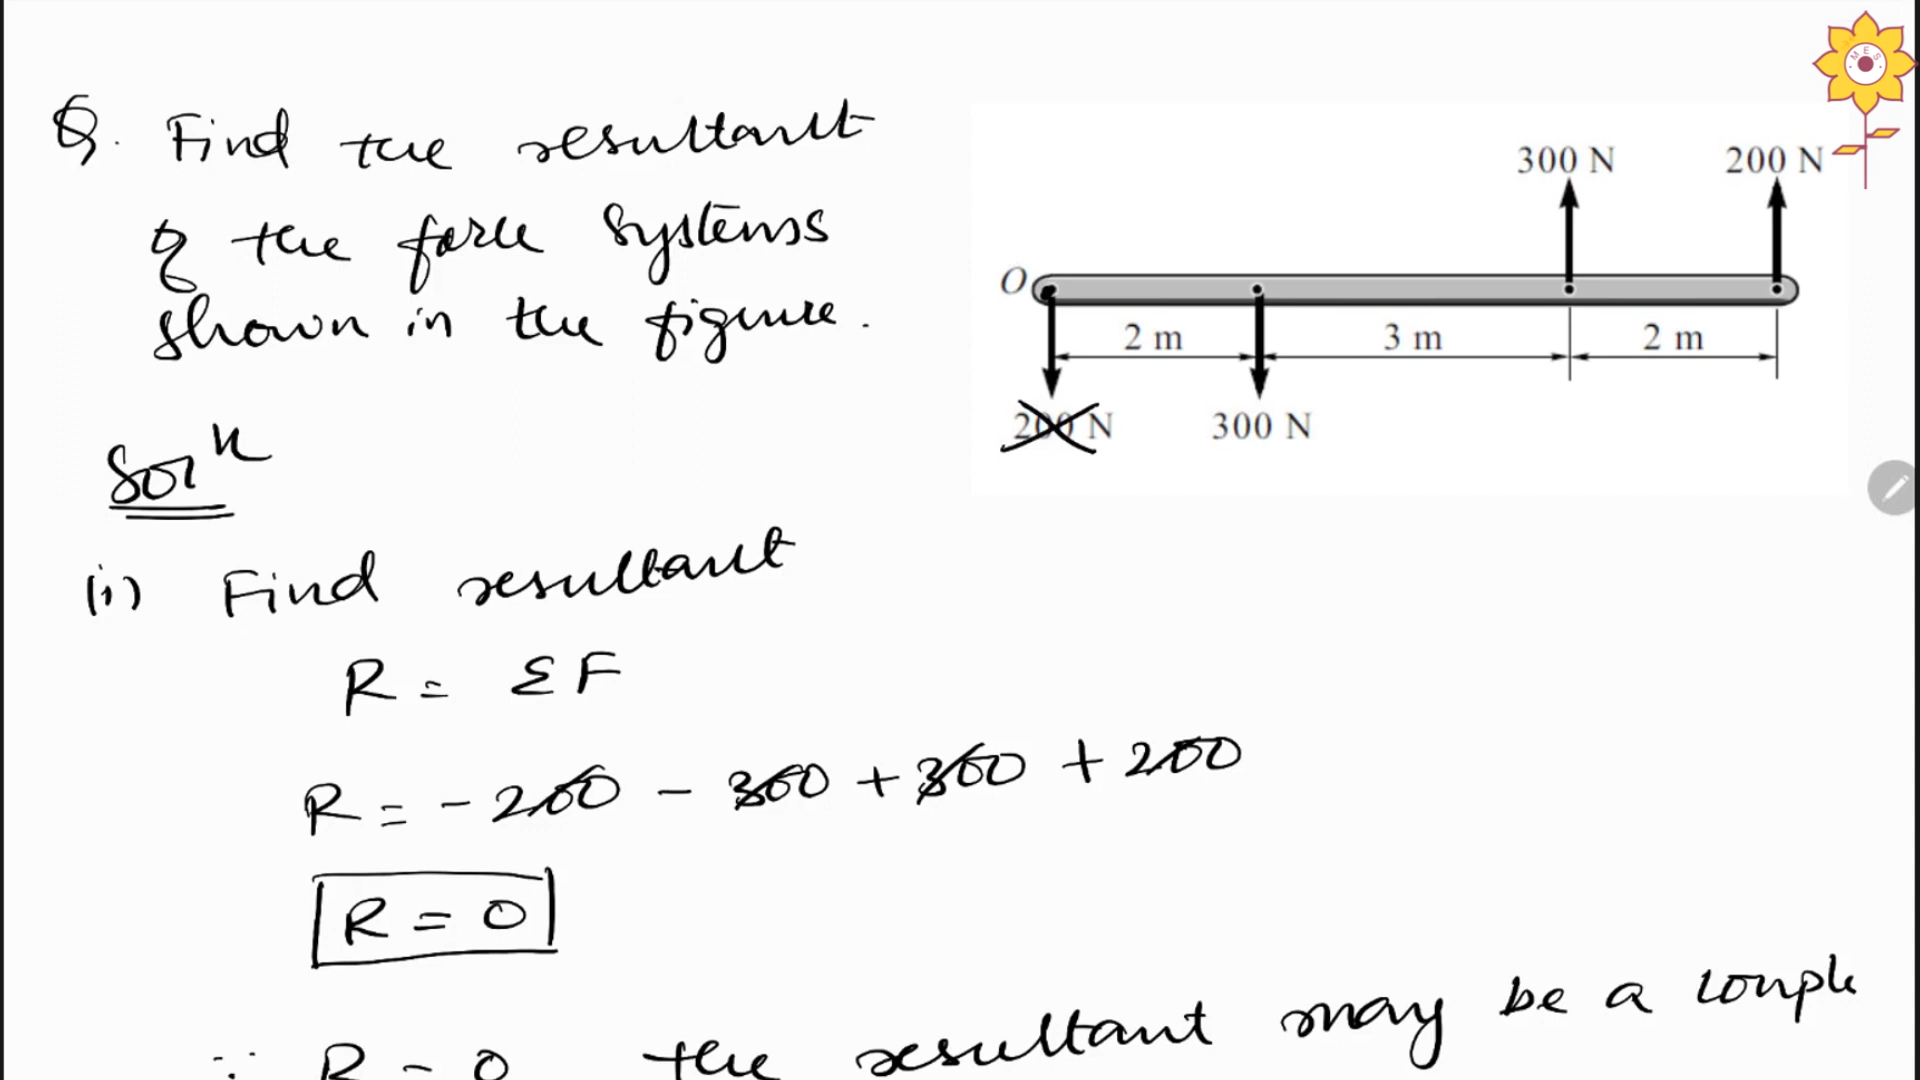 Q. Find the resultant
of the force systems
shown in the figure.
300 N 200 N
O
2 m 3 m 2 m
200 N 300 N
Solⁿ
(i) Find resultant
R = ΣF
R = - 200 - 300 + 300 + 200
R = 0
∵ R = 0 the resultant may be a couple
MES